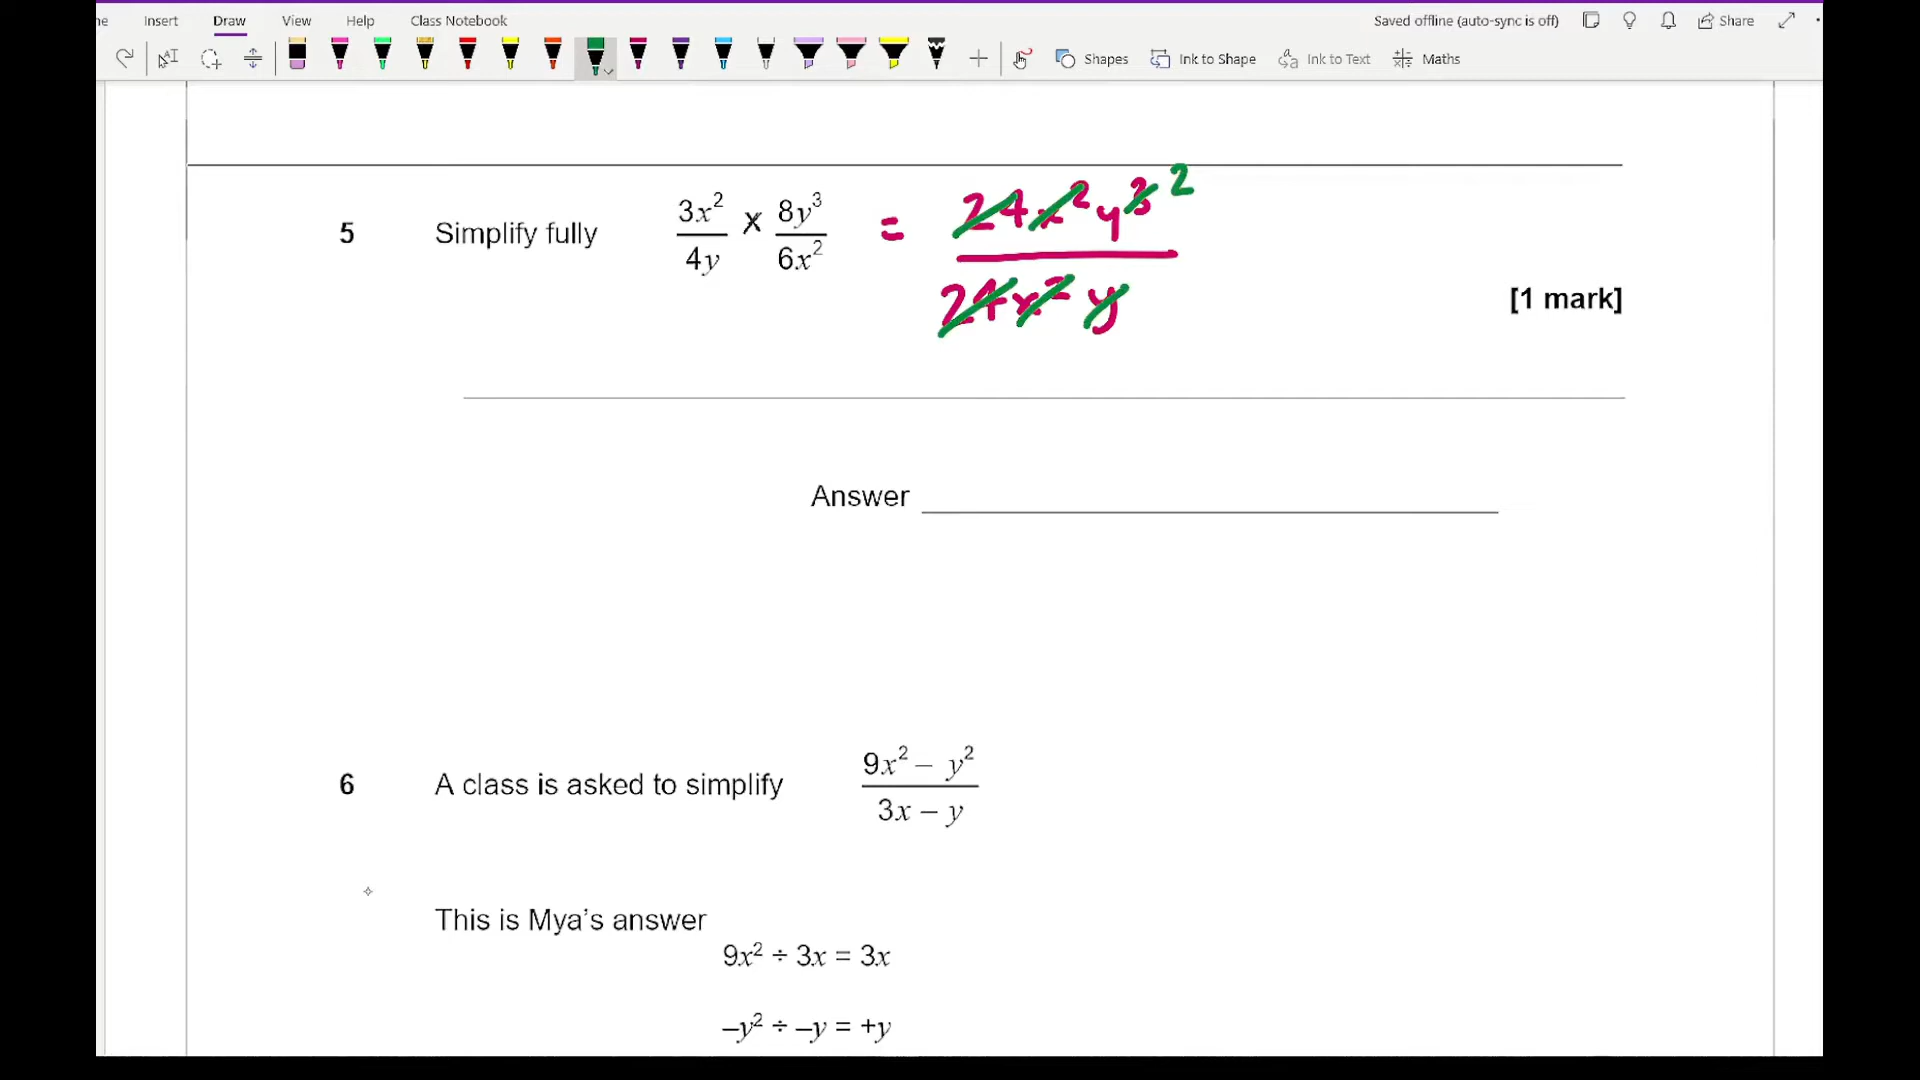 Insert Draw View Help Class Notebook Saved offline (auto-sync is off) Share
Shapes Ink to Shape Ink to Text Maths
5 Simplify fully 3x² / 4y × 8y³ / 6x² = 24x²y³ ² / 24x²y
[1 mark]
Answer
6 A class is asked to simplify 9x² – y² / 3x – y
This is Mya’s answer
9x² ÷ 3x = 3x
–y² ÷ –y = +y